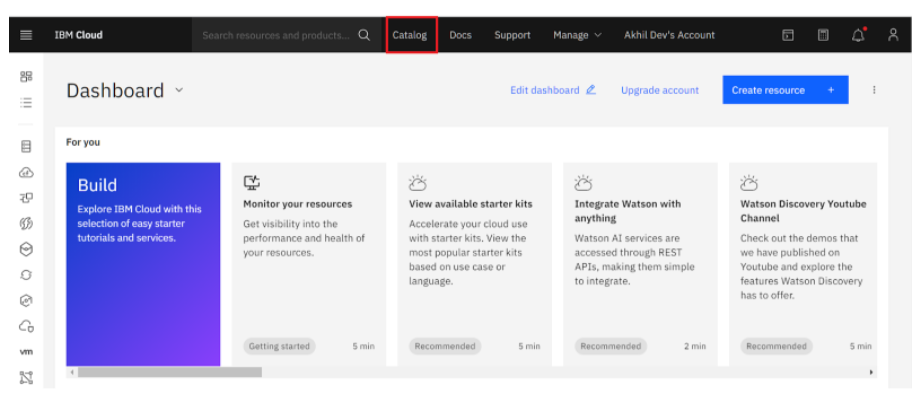 IBM Cloud
Search resources and products...
Catalog
Docs
Support
Manage
Akhil Dev's Account
Dashboard
Edit dashboard
Upgrade account
Create resource +
For you
Build
Explore IBM Cloud with this
selection of easy starter
tutorials and services.
Monitor your resources
Get visibility into the
performance and health of
your resources.
Getting started
5 min
View available starter kits
Accelerate your cloud use
with starter kits. View the
most popular starter kits
based on use case or
language.
Recommended
5 min
Integrate Watson with
anything
Watson AI services are
accessed through REST
APIs, making them simple
to integrate.
Recommended
2 min
Watson Discovery Youtube
Channel
Check out the demos that
we have published on
Youtube and explore the
features Watson Discovery
has to offer.
Recommended
5 min
vm